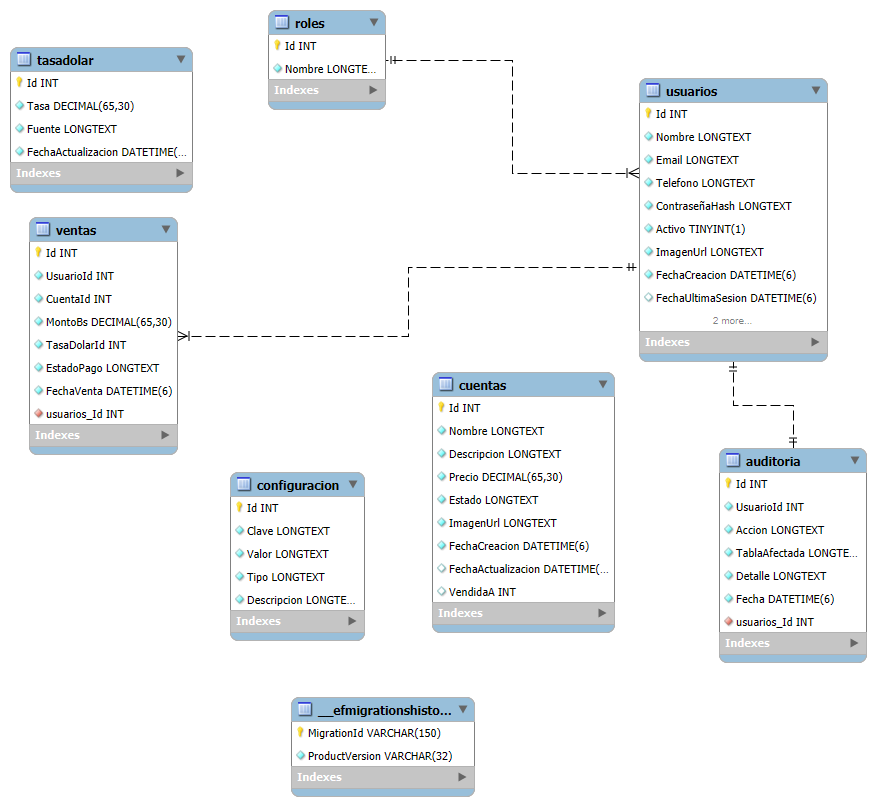 roles
Id INT
Nombre LONGTE...
Indexes
tasadolar
Id INT
Tasa DECIMAL(65,30)
Fuente LONGTEXT
FechaActualizacion DATETIME(...
Indexes
usuarios
Id INT
Nombre LONGTEXT
Email LONGTEXT
Telefono LONGTEXT
ContraseñaHash LONGTEXT
Activo TINYINT(1)
ImagenUrl LONGTEXT
FechaCreacion DATETIME(6)
FechaUltimaSesion DATETIME(6)
2 more...
Indexes
ventas
Id INT
UsuarioId INT
CuentaId INT
MontoBs DECIMAL(65,30)
TasaDolarId INT
EstadoPago LONGTEXT
FechaVenta DATETIME(6)
usuarios_Id INT
Indexes
cuentas
Id INT
Nombre LONGTEXT
Descripcion LONGTEXT
Precio DECIMAL(65,30)
Estado LONGTEXT
ImagenUrl LONGTEXT
FechaCreacion DATETIME(6)
FechaActualizacion DATETIME(...
VendidaA INT
Indexes
auditoria
Id INT
UsuarioId INT
Accion LONGTEXT
TablaAfectada LONGTE...
Detalle LONGTEXT
Fecha DATETIME(6)
usuarios_Id INT
Indexes
configuracion
Id INT
Clave LONGTEXT
Valor LONGTEXT
Tipo LONGTEXT
Descripcion LONGTE...
Indexes
__efmigrationshisto...
MigrationId VARCHAR(150)
ProductVersion VARCHAR(32)
Indexes